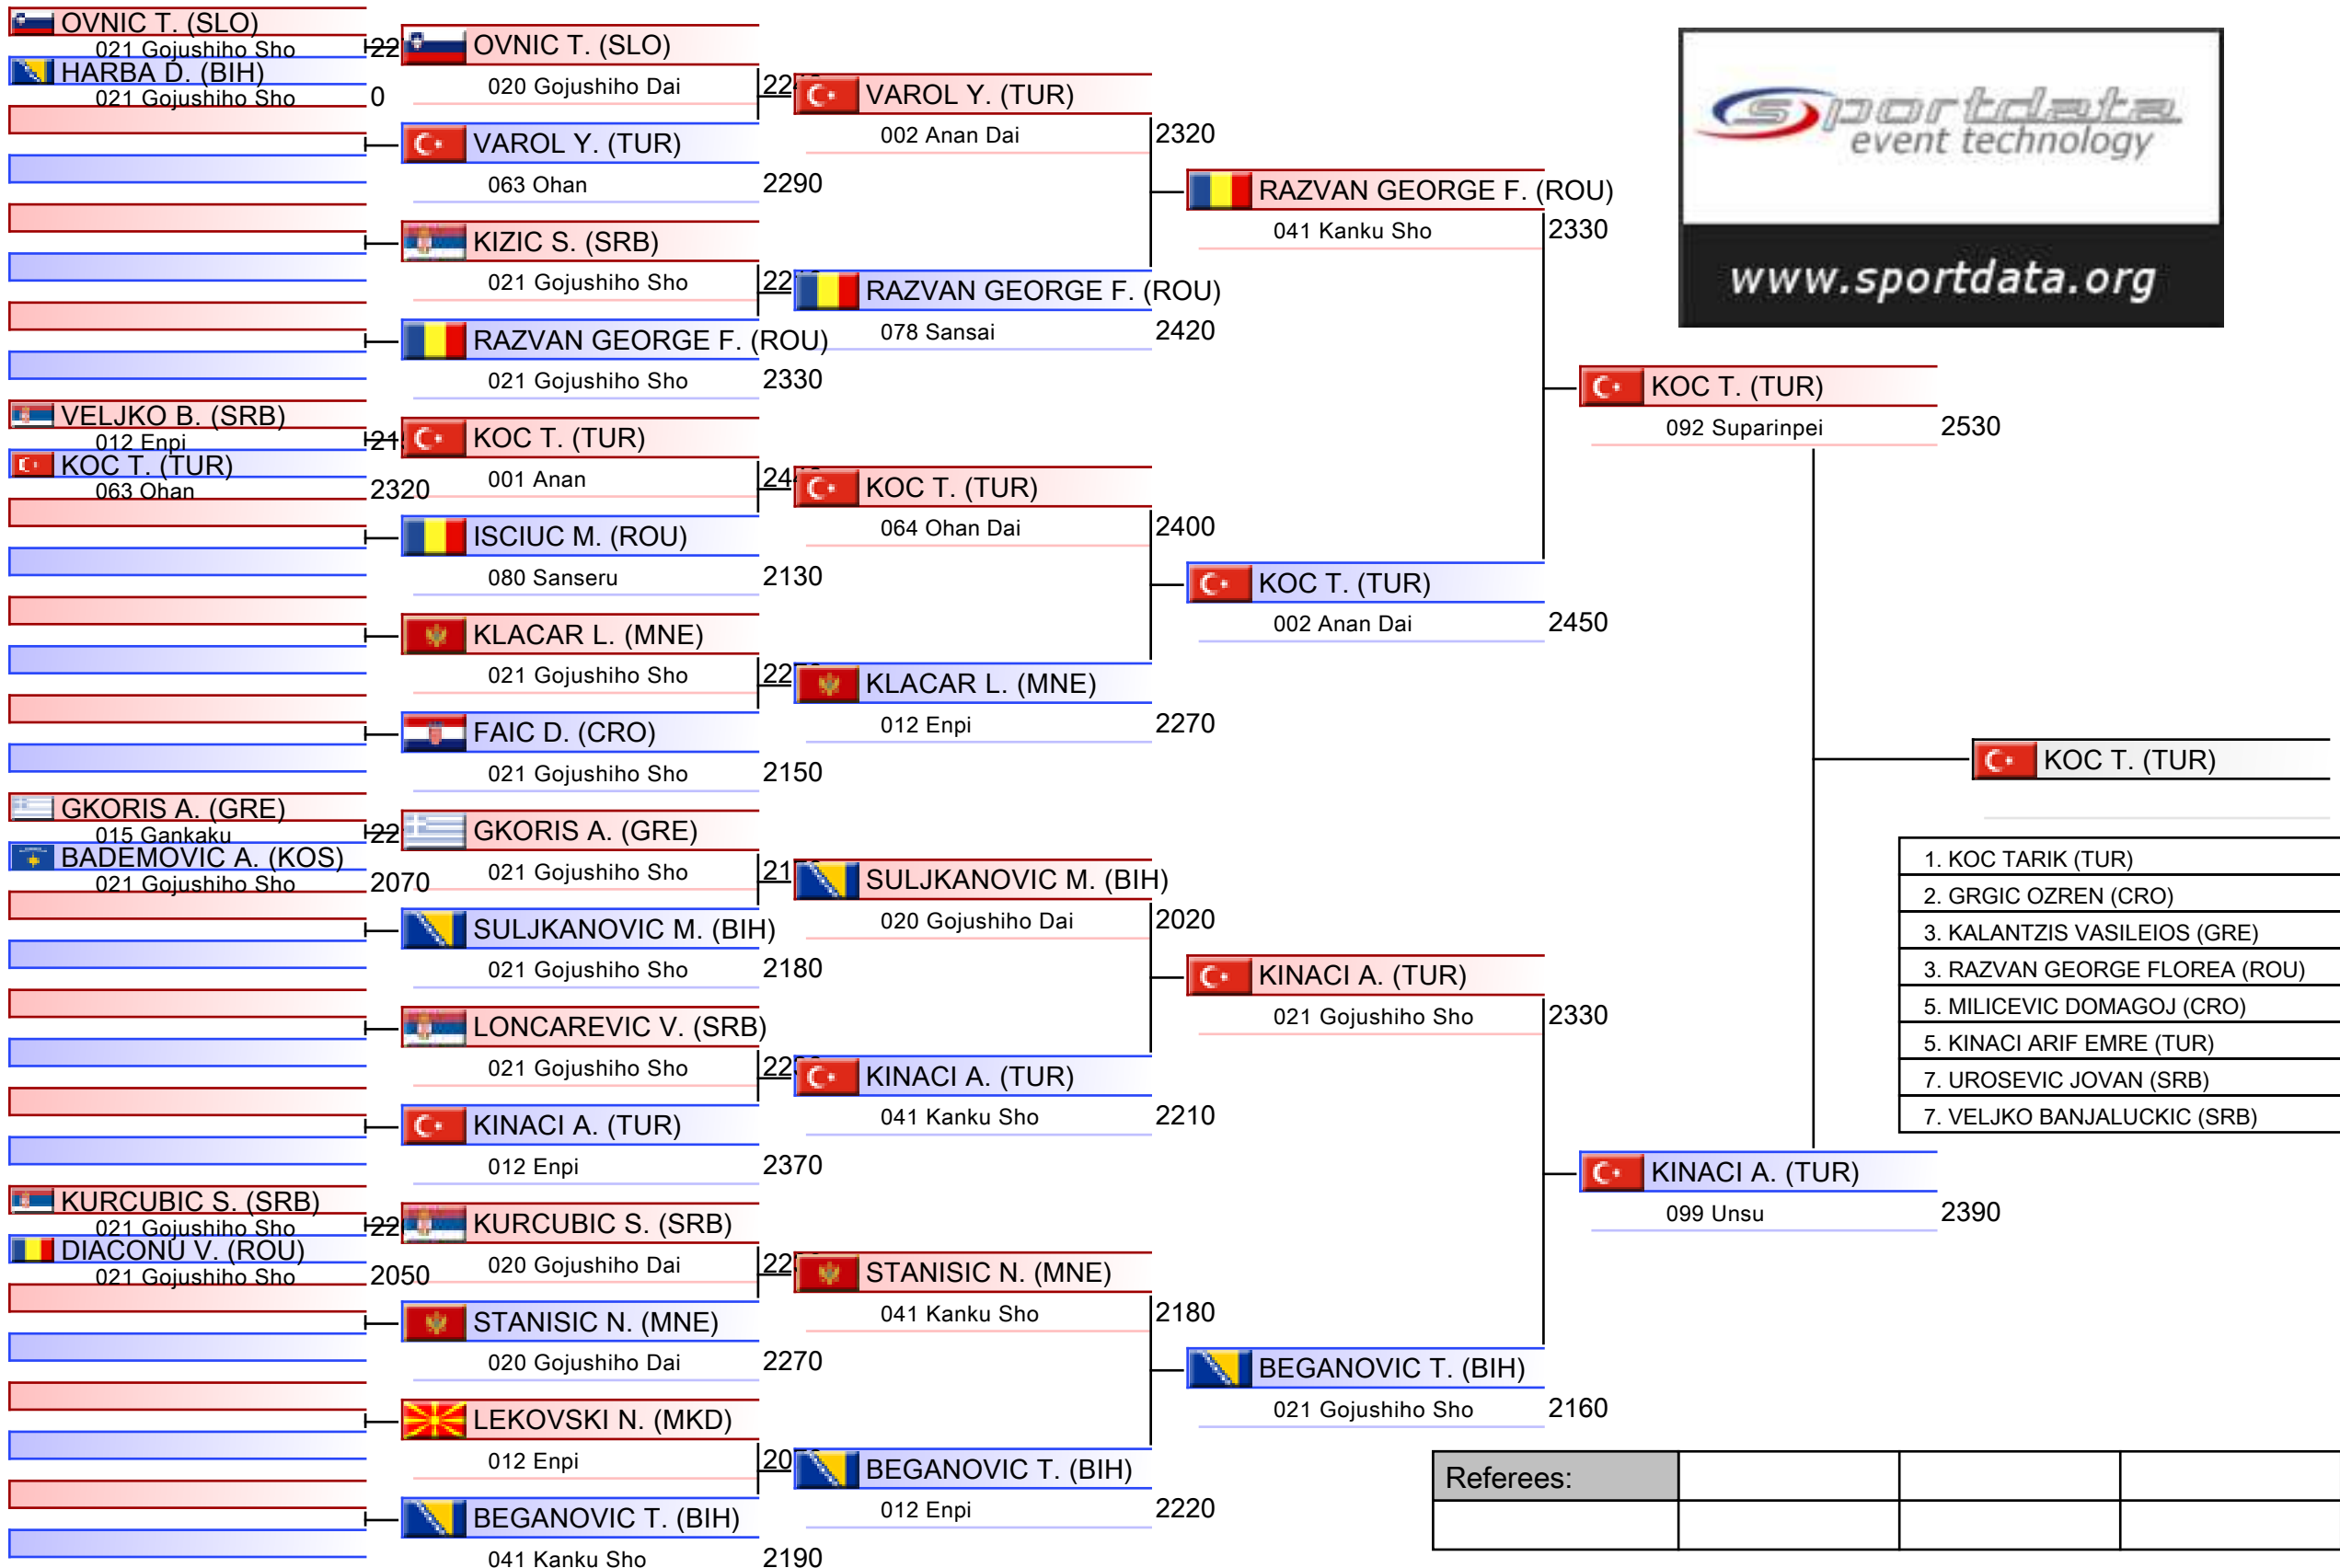 OVNIC T. (SLO)
021 Gojushiho Sho
HARBA D. (BIH)
021 Gojushiho Sho
0
VELJKO B. (SRB)
012 Enpi
KOC T. (TUR)
063 Ohan
2320
GKORIS A. (GRE)
015 Gankaku
BADEMOVIC A. (KOS)
021 Gojushiho Sho
2070
KURCUBIC S. (SRB)
021 Gojushiho Sho
DIACONU V. (ROU)
021 Gojushiho Sho
2050
OVNIC T. (SLO)
020 Gojushiho Dai
VAROL Y. (TUR)
063 Ohan
2290
KIZIC S. (SRB)
021 Gojushiho Sho
RAZVAN GEORGE F. (ROU)
021 Gojushiho Sho
2330
KOC T. (TUR)
001 Anan
ISCIUC M. (ROU)
080 Sanseru
2130
KLACAR L. (MNE)
021 Gojushiho Sho
FAIC D. (CRO)
021 Gojushiho Sho
2150
GKORIS A. (GRE)
021 Gojushiho Sho
SULJKANOVIC M. (BIH)
021 Gojushiho Sho
2180
LONCAREVIC V. (SRB)
021 Gojushiho Sho
KINACI A. (TUR)
012 Enpi
2370
KURCUBIC S. (SRB)
020 Gojushiho Dai
STANISIC N. (MNE)
020 Gojushiho Dai
2270
LEKOVSKI N. (MKD)
012 Enpi
BEGANOVIC T. (BIH)
041 Kanku Sho
2190
VAROL Y. (TUR)
002 Anan Dai
2320
RAZVAN GEORGE F. (ROU)
078 Sansai
2420
KOC T. (TUR)
064 Ohan Dai
2400
KLACAR L. (MNE)
012 Enpi
2270
SULJKANOVIC M. (BIH)
020 Gojushiho Dai
2020
KINACI A. (TUR)
041 Kanku Sho
2210
STANISIC N. (MNE)
041 Kanku Sho
2180
BEGANOVIC T. (BIH)
012 Enpi
2220
RAZVAN GEORGE F. (ROU)
041 Kanku Sho
2330
KOC T. (TUR)
002 Anan Dai
2450
KINACI A. (TUR)
021 Gojushiho Sho
2330
BEGANOVIC T. (BIH)
021 Gojushiho Sho
2160
KOC T. (TUR)
092 Suparinpei
2530
KINACI A. (TUR)
099 Unsu
2390
KOC T. (TUR)
sportdata
event technology
www.sportdata.org
1. KOC TARIK (TUR)
2. GRGIC OZREN (CRO)
3. KALANTZIS VASILEIOS (GRE)
3. RAZVAN GEORGE FLOREA (ROU)
5. MILICEVIC DOMAGOJ (CRO)
5. KINACI ARIF EMRE (TUR)
7. UROSEVIC JOVAN (SRB)
7. VELJKO BANJALUCKIC (SRB)
Referees: